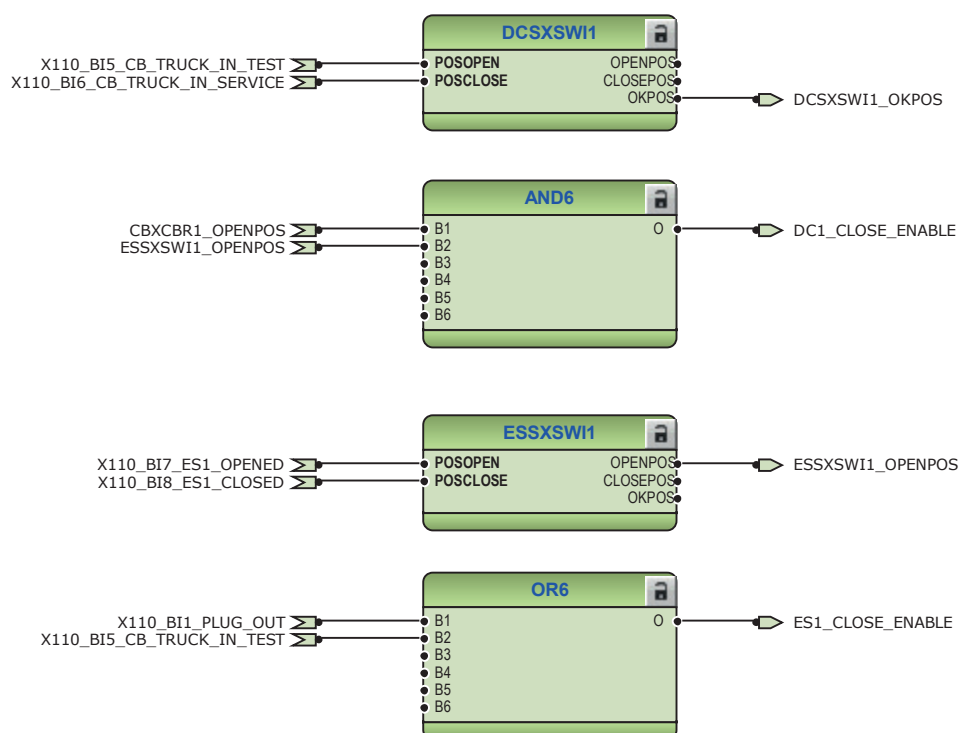 DCSXSWI1
X110_BI5_CB_TRUCK_IN_TEST POSOPEN OPENPOS
X110_BI6_CB_TRUCK_IN_SERVICE POSCLOSE CLOSEPOS
OKPOS DCSXSWI1_OKPOS
AND6
CBXCBR1_OPENPOS B1 O DC1_CLOSE_ENABLE
ESSXSWI1_OPENPOS B2
B3
B4
B5
B6
ESSXSWI1
X110_BI7_ES1_OPENED POSOPEN OPENPOS ESSXSWI1_OPENPOS
X110_BI8_ES1_CLOSED POSCLOSE CLOSEPOS
OKPOS
OR6
X110_BI1_PLUG_OUT B1 O ES1_CLOSE_ENABLE
X110_BI5_CB_TRUCK_IN_TEST B2
B3
B4
B5
B6